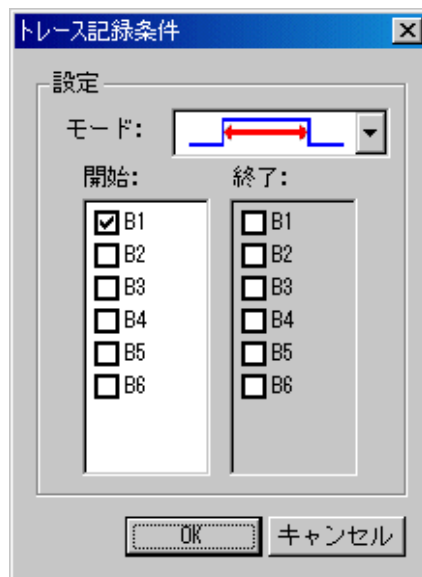 トレース記録条件
設定
モード:
開始: 終了:
B1 B1
B2 B2
B3 B3
B4 B4
B5 B5
B6 B6
OK キャンセル